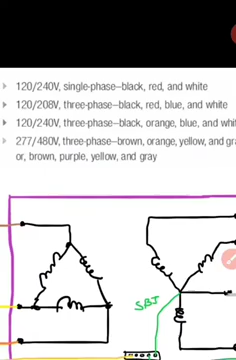 120/240V, single-phase—black, red, and white
120/208V, three-phase—black, red, blue, and white
120/240V, three-phase—black, orange, blue, and
277/480V, three-phase—brown, orange, yellow, and
or, brown, purple, yellow, and gray
SBJ